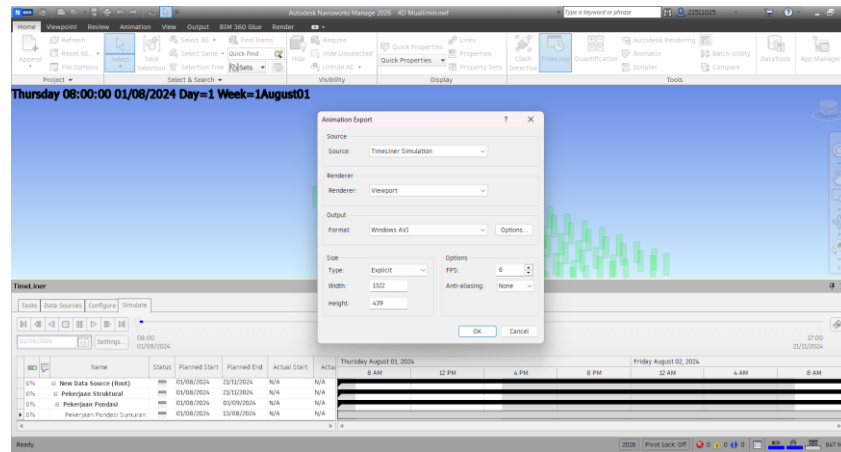 Autodesk Navisworks Manage 2026 4D Muallimin.nwf
Type a keyword or phrase
21511025
Home Viewpoint Review Animation View Output BIM 360 Glue Render
Append
Refresh
Reset All...
File Options
Project
Select
Save Selection
Select All
Select Same
Selection Tree
Find Items
Quick Find
Sets
Select & Search
Hide
Require
Hide Unselected
Unhide All
Visibility
Quick Properties
Quick Properties
Links
Properties
Property Sets
Display
Clash Detective
TimeLiner
Quantification
Autodesk Rendering
Animator
Scripter
Batch Utility
Compare
Tools
DataTools
App Manager
Thursday 08:00:00 01/08/2024 Day=1 Week=1August01
Animation Export
Source
Source: TimeLiner Simulation
Renderer
Renderer: Viewport
Output
Format: Windows AVI Options...
Size
Type: Explicit
Width: 1322
Height: 439
Options
FPS: 6
Anti-aliasing: None
OK Cancel
TimeLiner
Tasks Data Sources Configure Simulate
01/08/2024 Settings... 08:00
01/08/2024
17:00
21/11/2024
Name Status Planned Start Planned End Actual Start Actua
Thursday August 01, 2024 Friday August 02, 2024
8 AM 12 PM 4 PM 8 PM 12 AM 4 AM 8 AM
0% New Data Source (Root) 01/08/2024 21/11/2024 N/A N/A
0% Pekerjaan Struktural 01/08/2024 21/11/2024 N/A N/A
0% Pekerjaan Pondasi 01/08/2024 01/09/2024 N/A N/A
0% Pekerjaan Pondasi Sumuran 01/08/2024 13/08/2024 N/A N/A
Ready
2026 Pivot Lock: Off 0 0 0 647 M